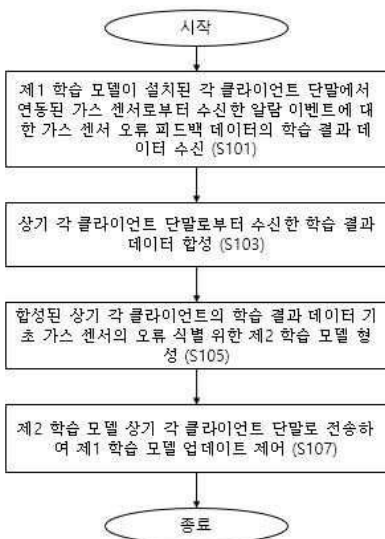 시작
제1 학습 모델이 설치된 각 클라이언트 단말에서
연동된 가스 센서로부터 수신한 알람 이벤트에 대
한 가스 센서 오류 피드백 데이터의 학습 결과 데
이터 수신 (S101)
상기 각 클라이언트 단말로부터 수신한 학습 결과
데이터 합성 (S103)
합성된 상기 각 클라이언트의 학습 결과 데이터 기
초 가스 센서의 오류 식별 위한 제2 학습 모델 형
성 (S105)
제2 학습 모델 상기 각 클라이언트 단말로 전송하
여 제1 학습 모델 업데이트 제어 (S107)
종료